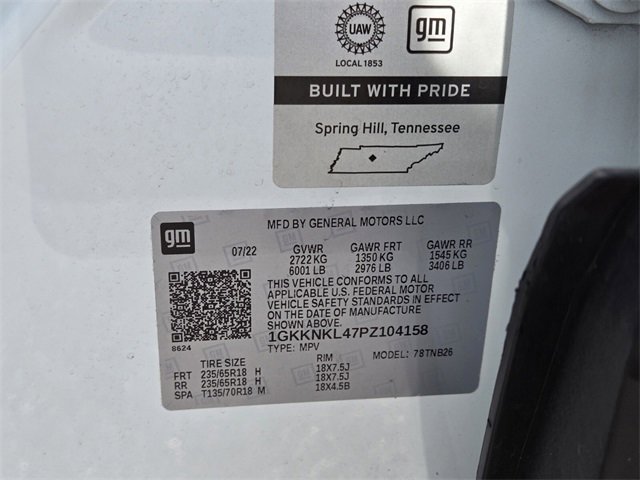 UAW gm
LOCAL 1853
BUILT WITH PRIDE
Spring Hill, Tennessee
gm
MFD BY GENERAL MOTORS LLC
07/22 GVWR GAWR FRT GAWR RR
2722 KG 1350 KG 1545 KG
6001 LB 2976 LB 3406 LB
THIS VEHICLE CONFORMS TO ALL
APPLICABLE U.S. FEDERAL MOTOR
VEHICLE SAFETY STANDARDS IN EFFECT
ON THE DATE OF MANUFACTURE
SHOWN ABOVE.
1GKKNKL47PZ104158
8624
TYPE: MPV MODEL: 78TNB26
TIRE SIZE RIM
FRT 235/65R18 H 18X7.5J
RR 235/65R18 H 18X7.5J
SPA T135/70R18 M 18X4.5B